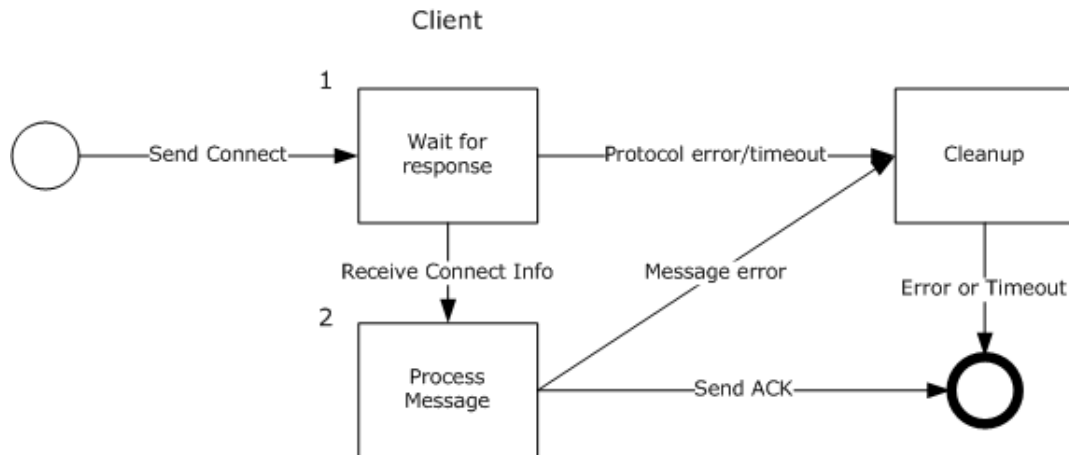 Client
1
Wait for
response
Cleanup
Send Connect
Protocol error/timeout
Receive Connect Info
Message error
Error or Timeout
2
Process
Message
Send ACK